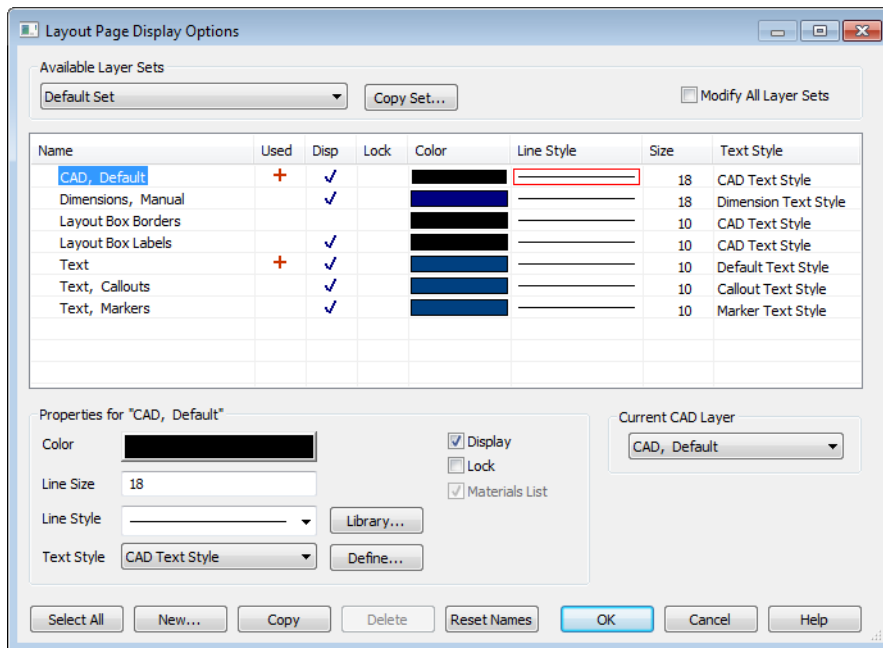 Layout Page Display Options
Available Layer Sets
Default Set Copy Set... Modify All Layer Sets
Name Used Disp Lock Color Line Style Size Text Style
CAD, Default 18 CAD Text Style
Dimensions, Manual 18 Dimension Text Style
Layout Box Borders 10 CAD Text Style
Layout Box Labels 10 CAD Text Style
Text 10 Default Text Style
Text, Callouts 10 Callout Text Style
Text, Markers 10 Marker Text Style
Properties for "CAD, Default" Current CAD Layer
Color Display CAD, Default
Lock
Line Size 18 Materials List
Line Style Library...
Text Style CAD Text Style Define...
Select All New... Copy Delete Reset Names OK Cancel Help